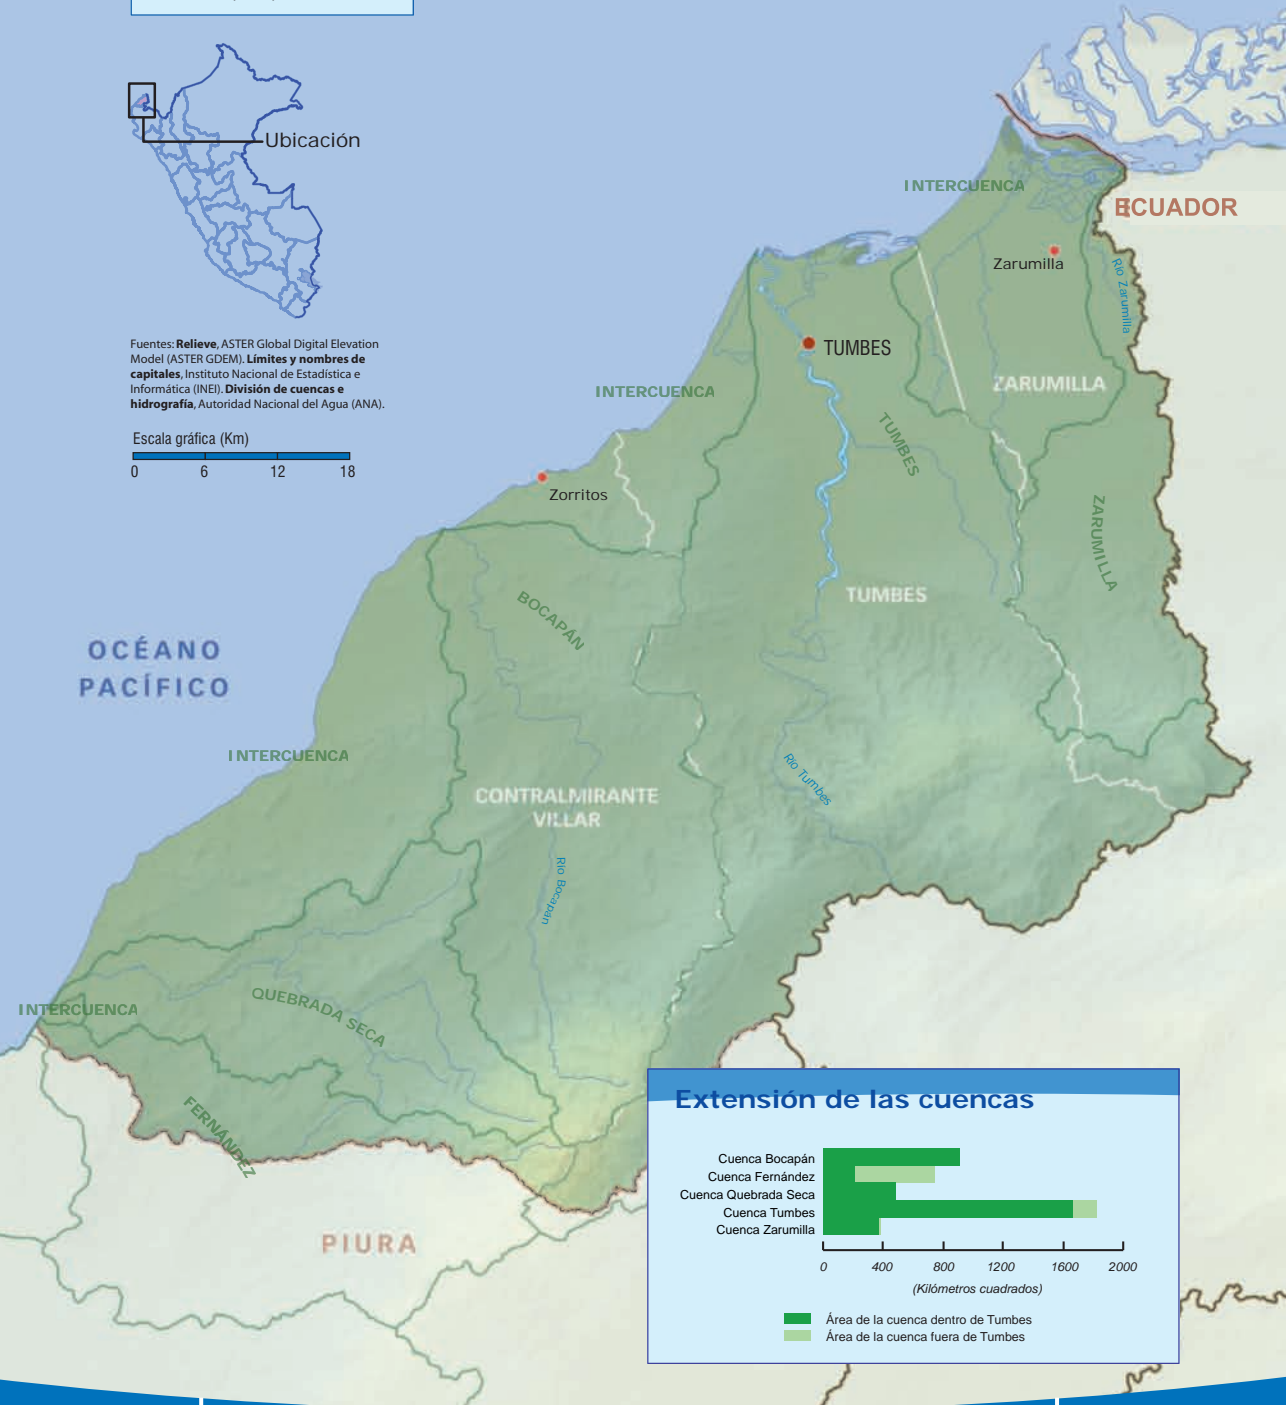 Ubicación
Fuentes: Relieve, ASTER Global Digital Elevation
Model (ASTER GDEM). Límites y nombres de
capitales, Instituto Nacional de Estadística e
Informática (INEI). División de cuencas e
hidrografía, Autoridad Nacional del Agua (ANA).
Escala gráfica (Km)
0 6 12 18
INTERCUENCA
ECUADOR
Zarumilla
Río Zarumilla
TUMBES
ZARUMILLA
INTERCUENCA
TUMBES
Zorritos
ZARUMILLA
BOCAPÁN
TUMBES
OCÉANO
PACÍFICO
INTERCUENCA
Río Tumbes
CONTRALMIRANTE
VILLAR
Río Bocapan
INTERCUENCA
QUEBRADA SECA
FERNÁNDEZ
PIURA
Extensión de las cuencas
Cuenca Bocapán
Cuenca Fernández
Cuenca Quebrada Seca
Cuenca Tumbes
Cuenca Zarumilla
0 400 800 1200 1600 2000
(Kilómetros cuadrados)
Área de la cuenca dentro de Tumbes
Área de la cuenca fuera de Tumbes